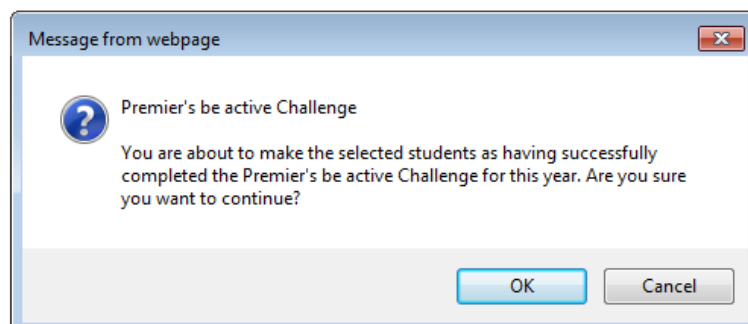 Message from webpage
Premier's be active Challenge
You are about to make the selected students as having successfully
completed the Premier's be active Challenge for this year. Are you sure
you want to continue?
OK
Cancel